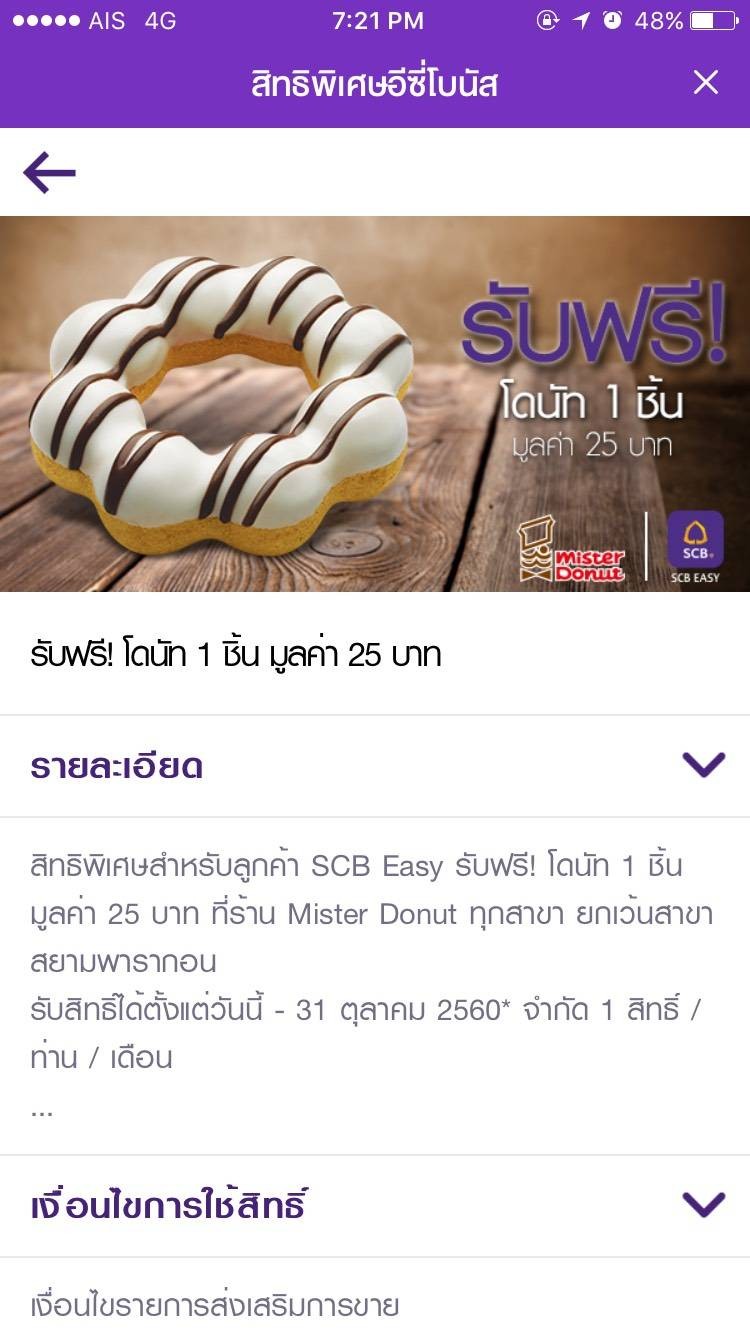 AIS 4G 7:21 PM 48%
สิทธิพิเศษอีซี่โบนัส
รับฟรี!
โดนัท 1 ชิ้น
มูลค่า 25 บาท
Mister
Donut
SCB
SCB EASY
รับฟรี! โดนัท 1 ชิ้น มูลค่า 25 บาท
รายละเอียด
สิทธิพิเศษสำหรับลูกค้า SCB Easy รับฟรี! โดนัท 1 ชิ้น
มูลค่า 25 บาท ที่ร้าน Mister Donut ทุกสาขา ยกเว้นสาขา
สยามพารากอน
รับสิทธิ์ได้ตั้งแต่วันนี้ - 31 ตุลาคม 2560* จำกัด 1 สิทธิ์ /
ท่าน / เดือน
...
เงื่อนไขการใช้สิทธิ์
เงื่อนไขรายการส่งเสริมการขาย